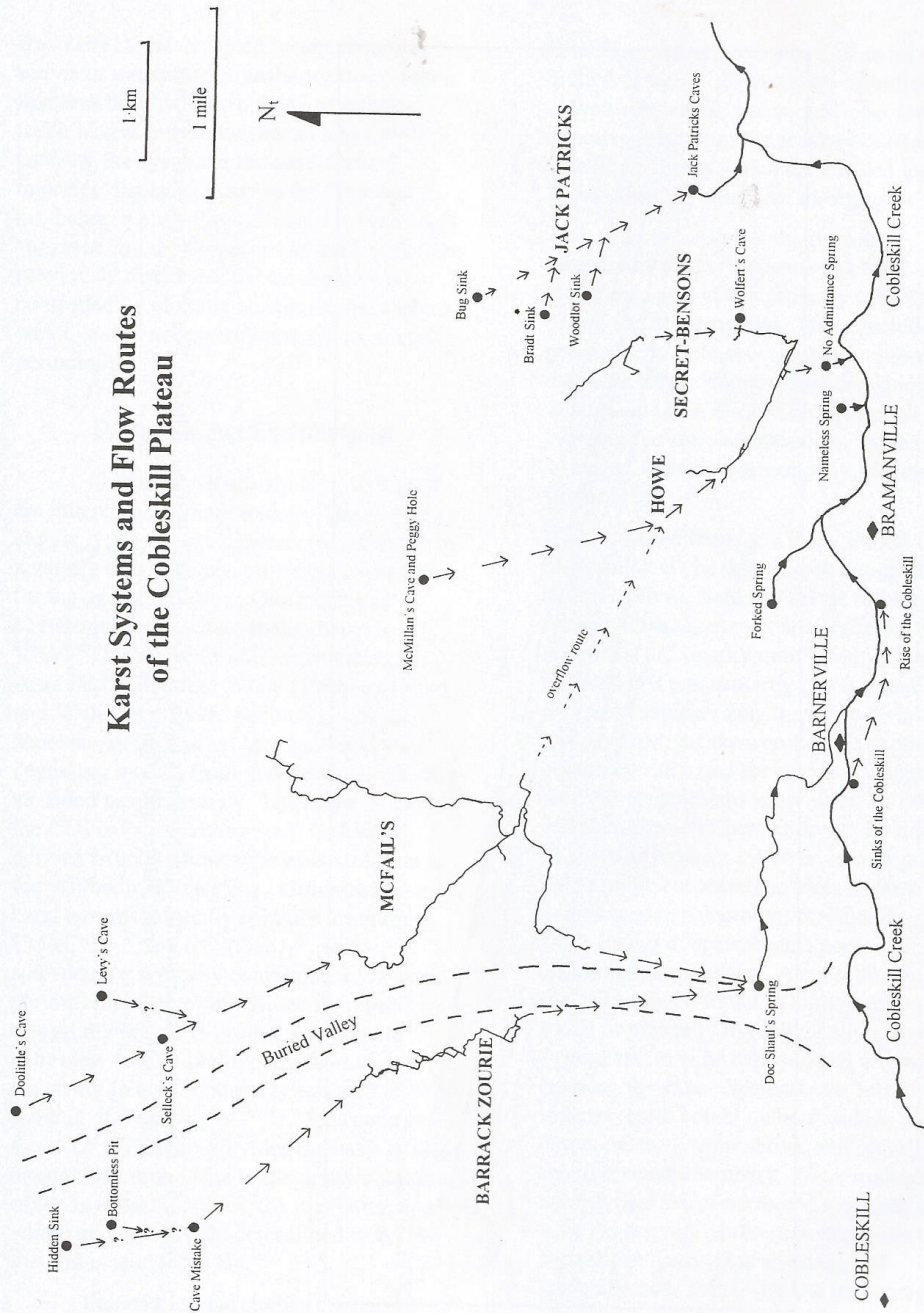 Karst Systems and Flow Routes
of the Cobleskill Plateau
1 km
1 mile
Nt
Hidden Sink
Bottomless Pit
Cave Mistake
?
?
?
Doolittle's Cave
Levy's Cave
?
Selleck's Cave
Buried Valley
BARRACK ZOURIE
MCFAIL'S
McMillan's Cave and Peggy Hole
overflow route
HOWE
Bug Sink
Bradt Sink
Woodlot Sink
JACK PATRICKS
Jack Patricks Caves
SECRET-BENSONS
Wolfert's Cave
No Admittance Spring
Nameless Spring
Cobleskill Creek
BRAMANVILLE
Forked Spring
Rise of the Cobleskill
BARNERVILLE
Sinks of the Cobleskill
Doc Shaul's Spring
Cobleskill Creek
COBLESKILL